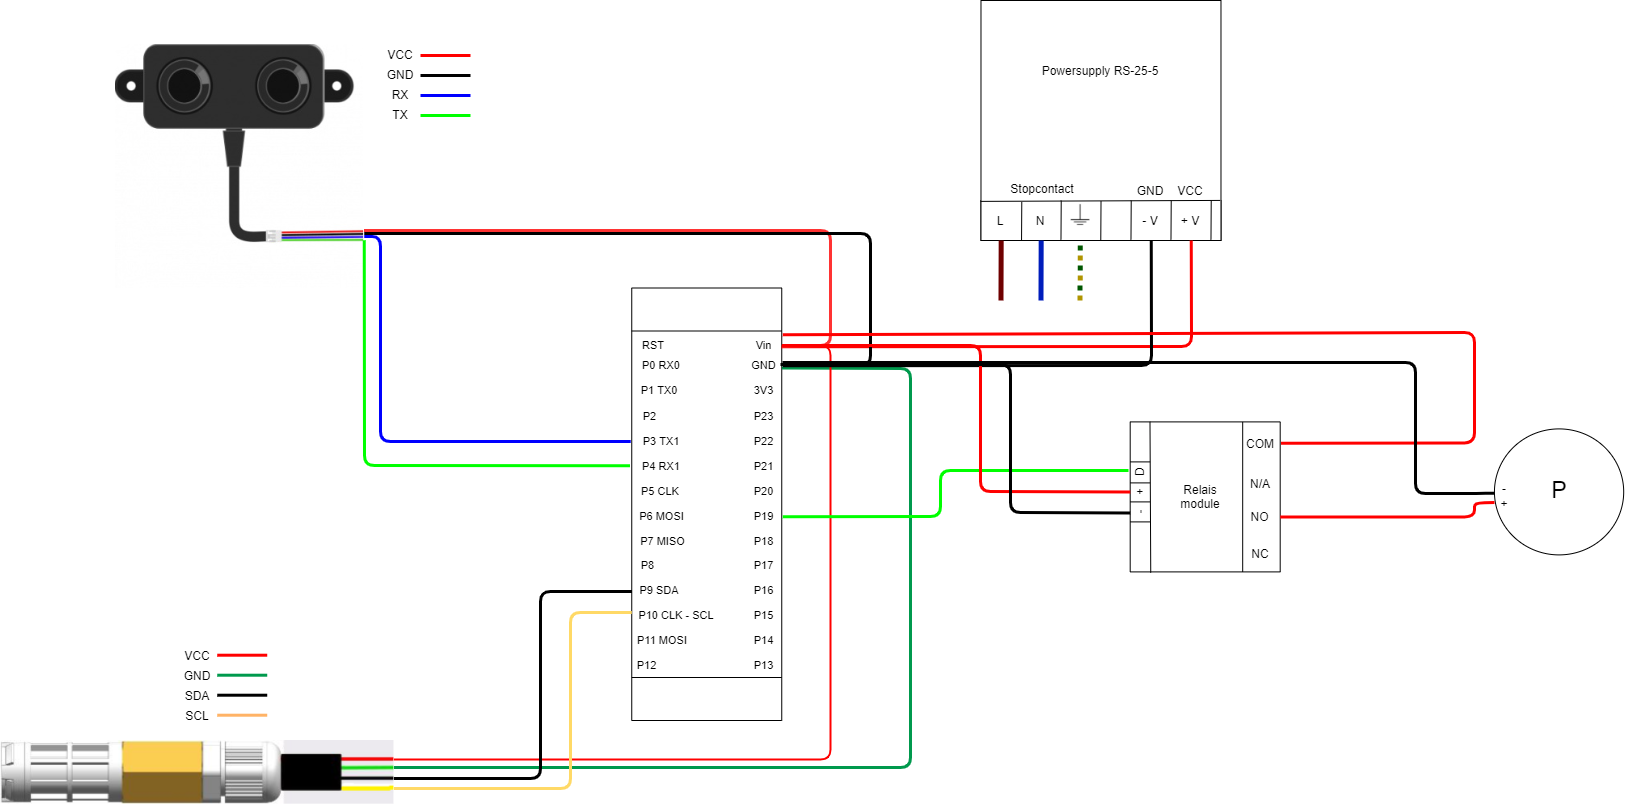 VCC
GND
RX
TX
Powersupply RS-25-5
Stopcontact
GND
VCC
L
N
- V
+ V
RST
Vin
P0 RX0
GND
P1 TX0
3V3
P2
P23
P3 TX1
P22
P4 RX1
P21
P5 CLK
P20
P6 MOSI
P19
P7 MISO
P18
P8
P17
P9 SDA
P16
P10 CLK - SCL
P15
P11 MOSI
P14
P12
P13
D
+
-
Relais
module
COM
N/A
NO
NC
-
+
P
VCC
GND
SDA
SCL